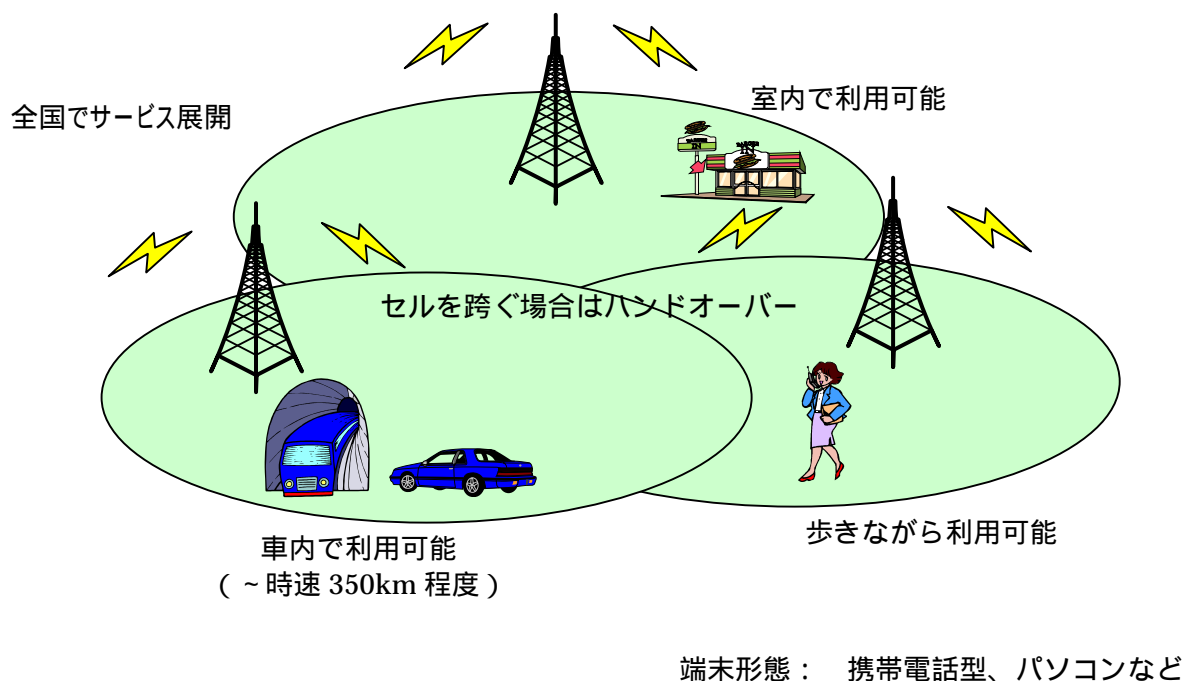 全国でサービス展開
室内で利用可能
IN
IN
セルを跨ぐ場合はハンドオーバー
歩きながら利用可能
車内で利用可能
( ~ 時速 350km 程度 )
端末形態： 携帯電話型、パソコンなど